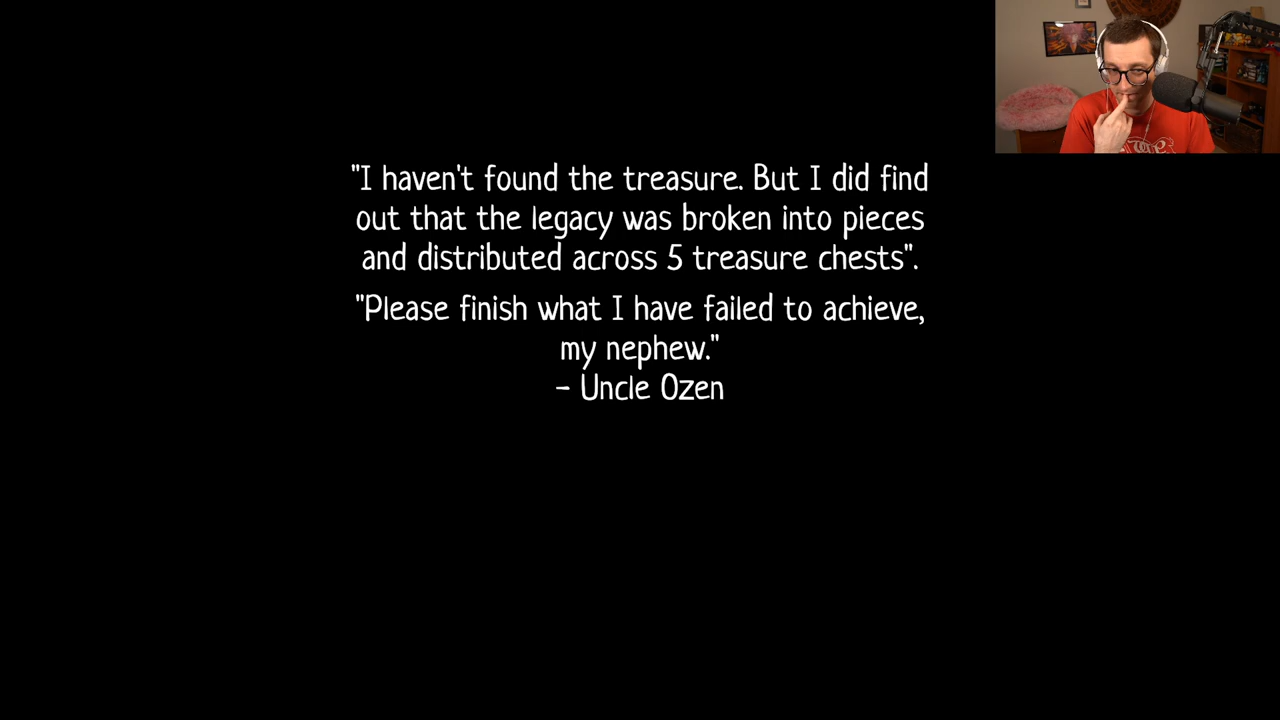 "I haven't found the treasure. But I did find
out that the legacy was broken into pieces
and distributed across 5 treasure chests".
"Please finish what I have failed to achieve,
my nephew."
- Uncle Ozen